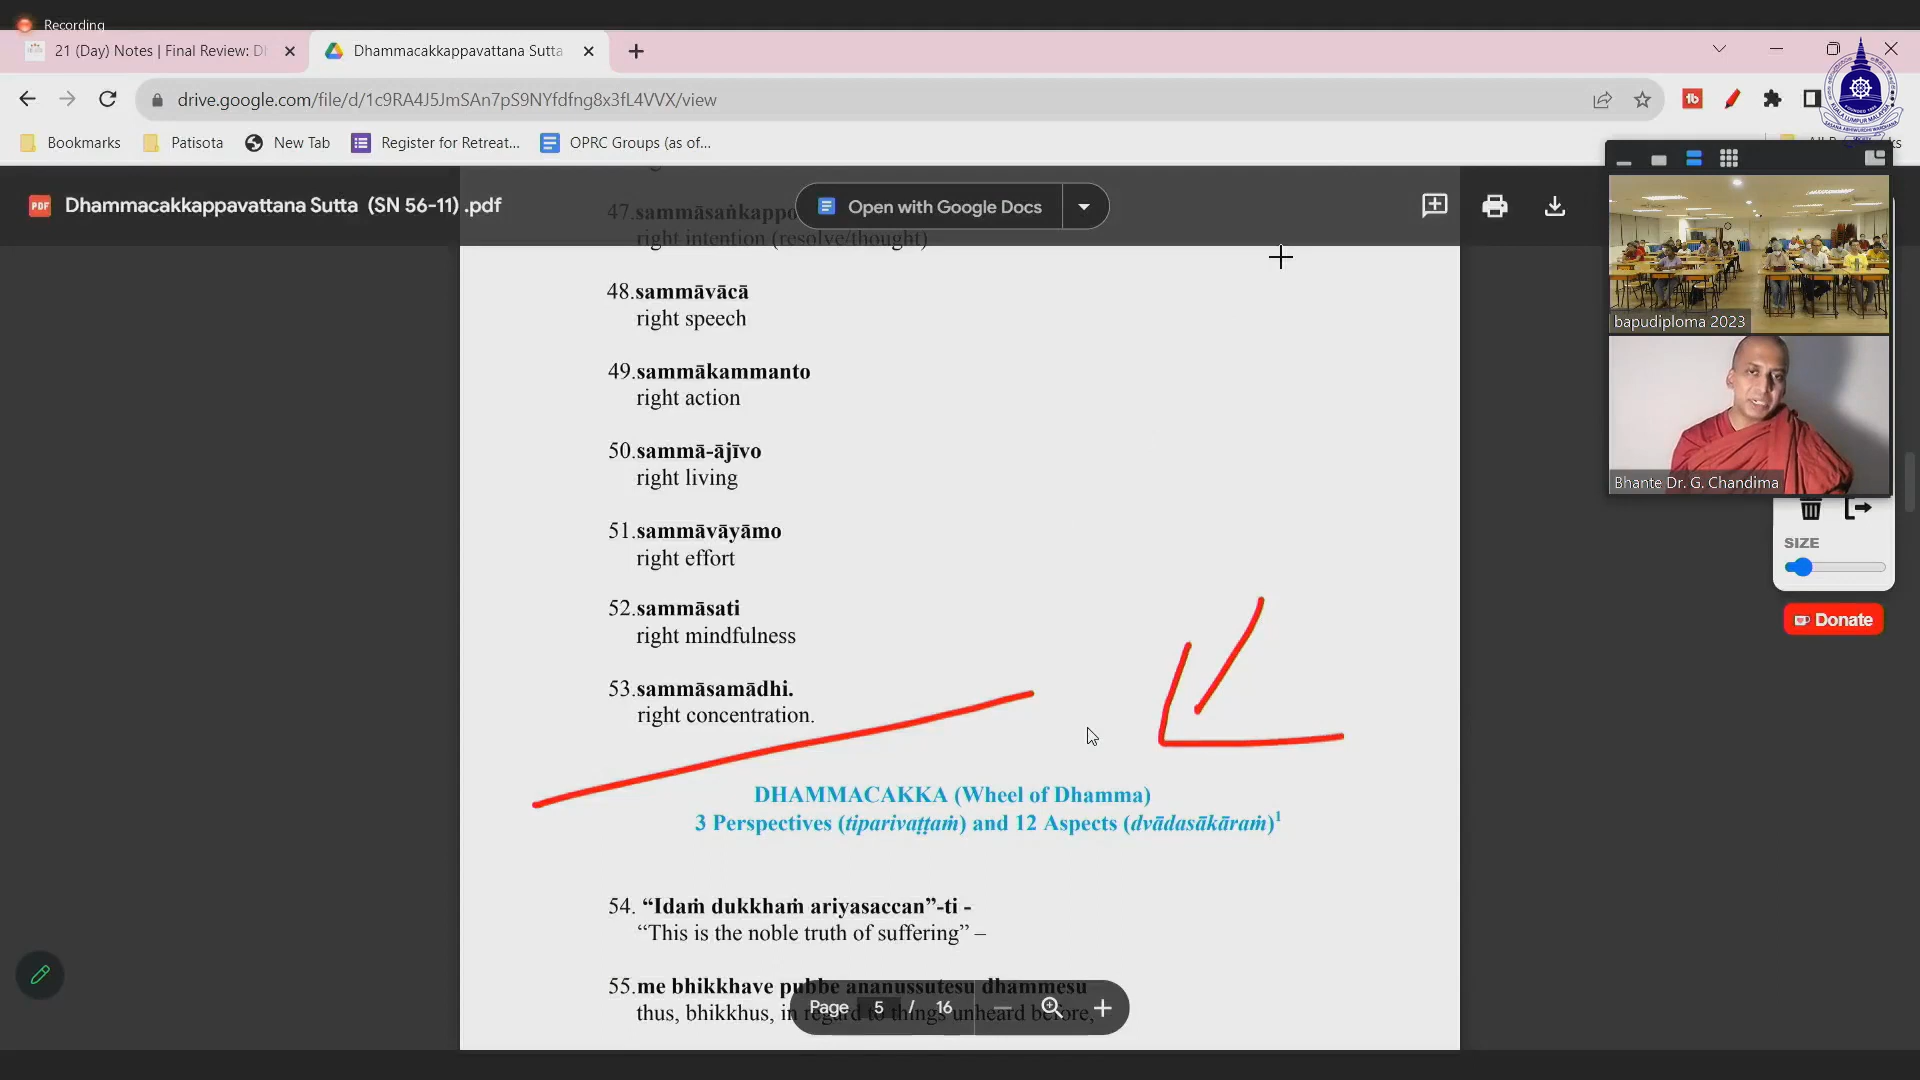 Recording
21 (Day) Notes | Final Review: D
Dhammacakkappavattana Sutta
drive.google.com/file/d/1c9RA4J5JmSAn7pS9NYfdfng8x3fL4VVX/view
Bookmarks
Patisota
New Tab
Register for Retreat...
OPRC Groups (as of...
PDF
Dhammacakkappavattana Sutta (SN 56-11) .pdf
Open with Google Docs
47.sammāsaṅkappo
right intention (resolve/thought)
48.sammāvācā
right speech
49.sammākammanto
right action
50.sammā-ājīvo
right living
51.sammāvāyāmo
right effort
52.sammāsati
right mindfulness
53.sammāsamādhi.
right concentration.
DHAMMACAKKA (Wheel of Dhamma)
3 Perspectives (tiparivaṭṭaṁ) and 12 Aspects (dvādasākāraṁ)1
54. “Idaṁ dukkhaṁ ariyasaccan”-ti -
“This is the noble truth of suffering” –
55.me bhikkhave pubbe ananussutesu dhammesu
thus, bhikkhus, in regard to things unheard before,
Page 5 / 16
bapudiploma 2023
Bhante Dr. G. Chandima
SIZE
Donate